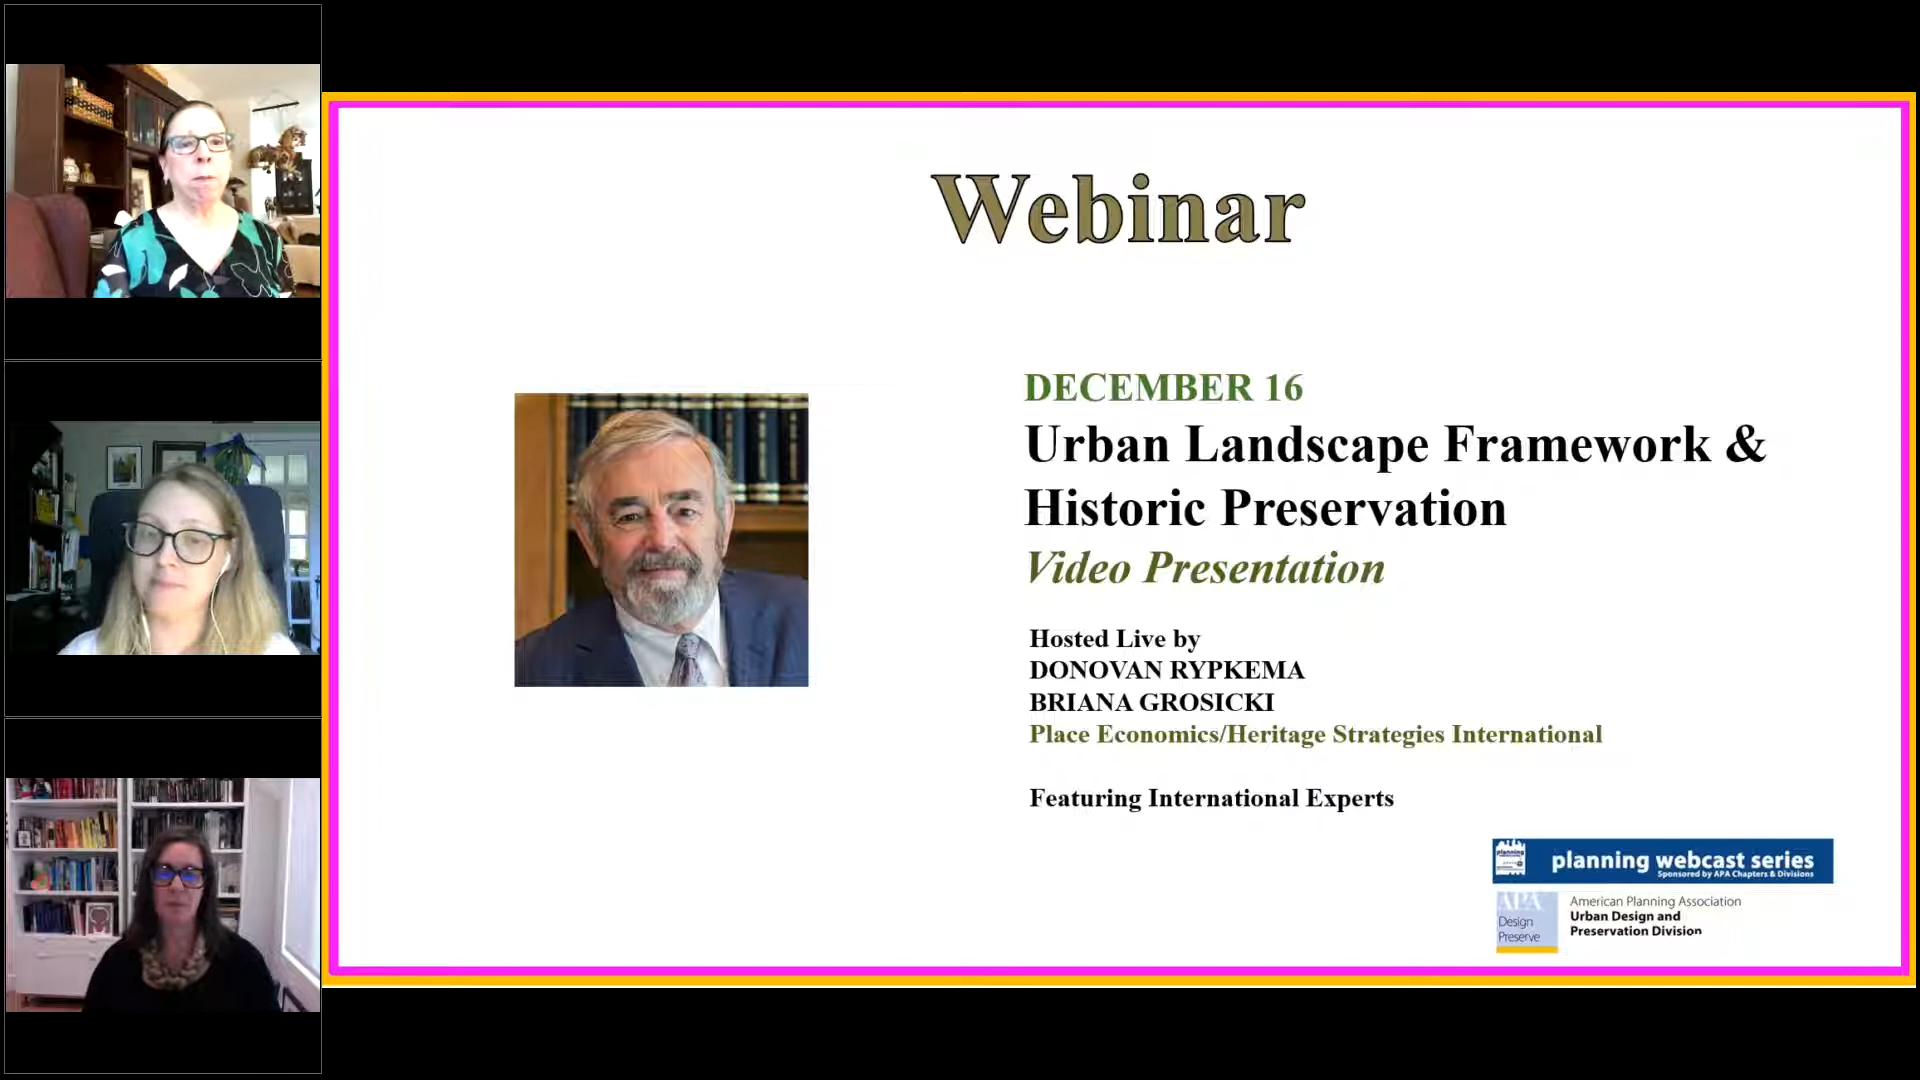 Webinar
DECEMBER 16
Urban Landscape Framework &
Historic Preservation
Video Presentation
Hosted Live by
DONOVAN RYPKEMA
BRIANA GROSICKI
Place Economics/Heritage Strategies International
Featuring International Experts
planning webcast series
Sponsored by APA Chapters & Divisions
APA
Design
Preserve
American Planning Association
Urban Design and
Preservation Division